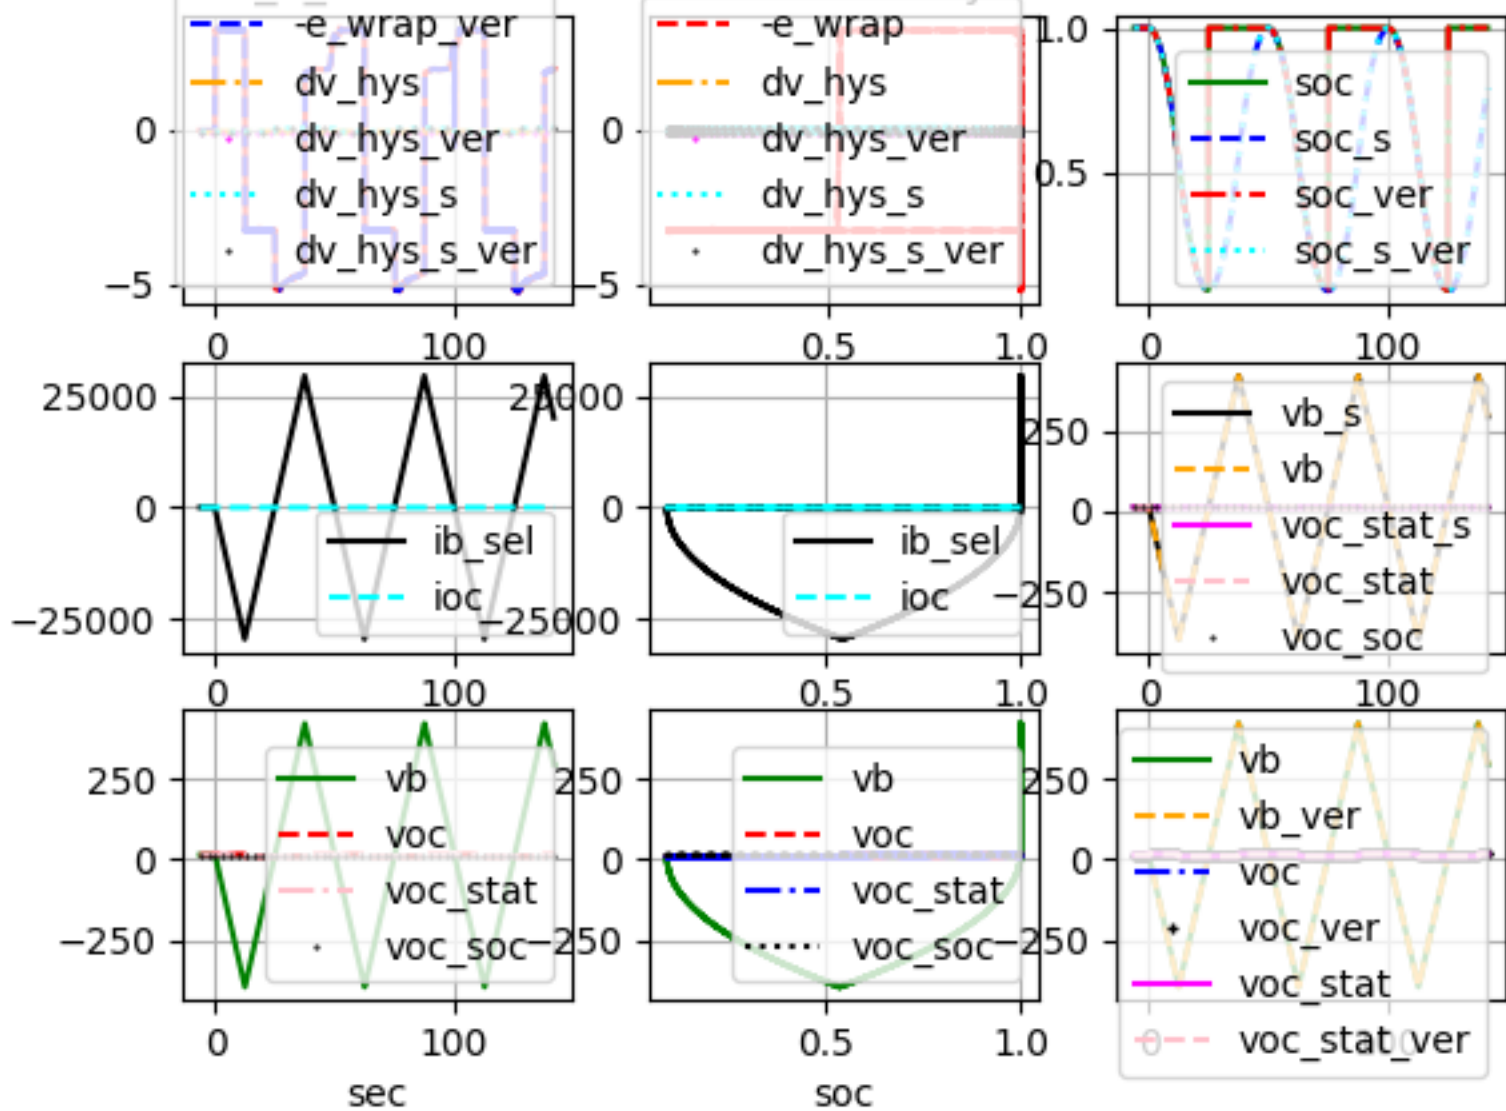 -e_wrap_ver
dv_hys
dv_hys_ver
dv_hys_s
dv_hys_s_ver
0
−5
0
100
-e_wrap
dv_hys
dv_hys_ver
dv_hys_s
dv_hys_s_ver
0
−5
0.5
1.0
1.0
0.5
soc
soc_s
soc_ver
soc_s_ver
0
100
25000
0
−25000
ib_sel
ioc
0
100
25000
0
−25000
ib_sel
ioc
0.5
1.0
250
0
−250
vb_s
vb
voc_stat_s
voc_stat
voc_soc
0
100
250
0
−250
vb
voc
voc_stat
voc_soc
0
100
sec
250
0
−250
vb
voc
voc_stat
voc_soc
0.5
1.0
soc
250
0
−250
vb
vb_ver
voc
voc_ver
voc_stat
voc_stat_ver
0
100